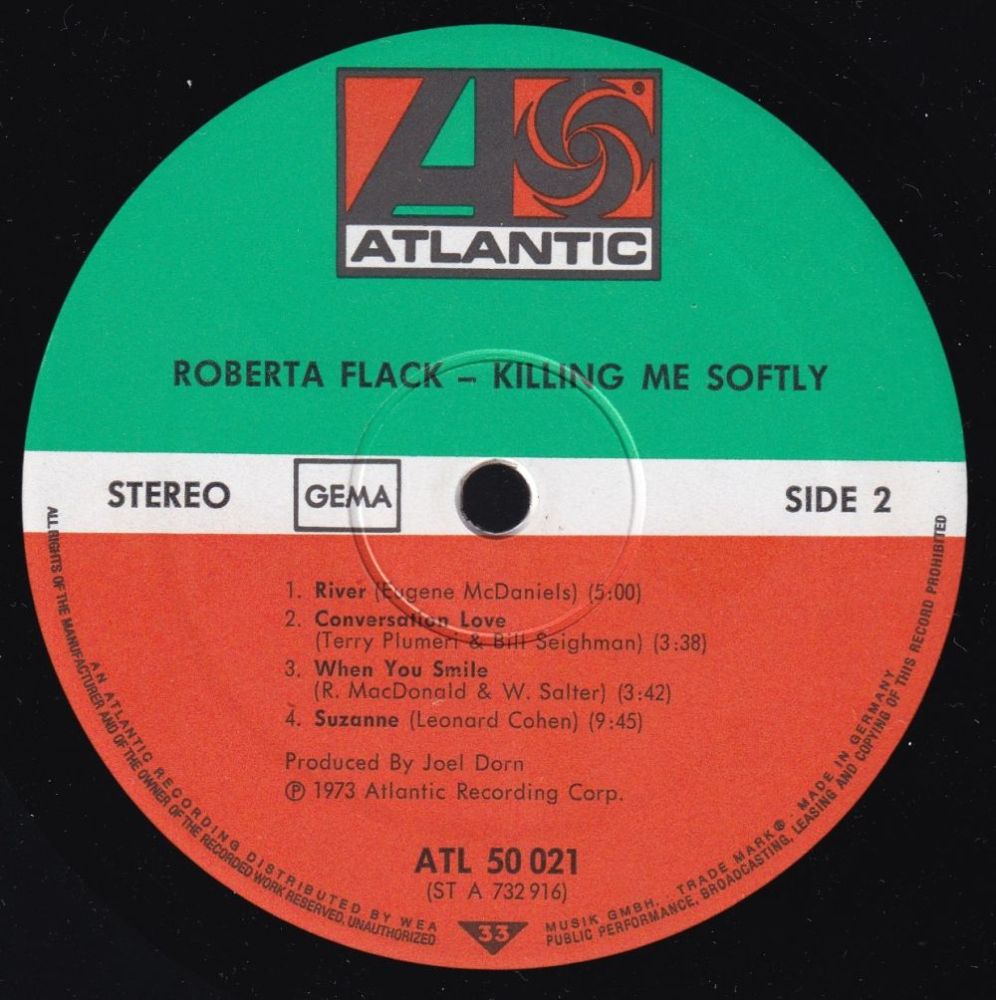 ATLANTIC
®
ROBERTA FLACK – KILLING ME SOFTLY
STEREO
GEMA
SIDE 2
1. River (Eugene McDaniels) (5:00)
2. Conversation Love
(Terry Plumeri & Bill Seighman) (3:38)
3. When You Smile
(R. MacDonald & W. Salter) (3:42)
4. Suzanne (Leonard Cohen) (9:45)
Produced By Joel Dorn
℗ 1973 Atlantic Recording Corp.
ATL 50 021
(ST A 732 916)
33
AN ATLANTIC RECORDING DISTRIBUTED BY WEA MUSIK GMBH. TRADE MARK ® · MADE IN GERMANY
ALL RIGHTS OF THE MANUFACTURER AND OF THE OWNER OF THE RECORDED WORK RESERVED. UNAUTHORIZED PUBLIC PERFORMANCE, BROADCASTING, LEASING AND COPYING OF THIS RECORD PROHIBITED